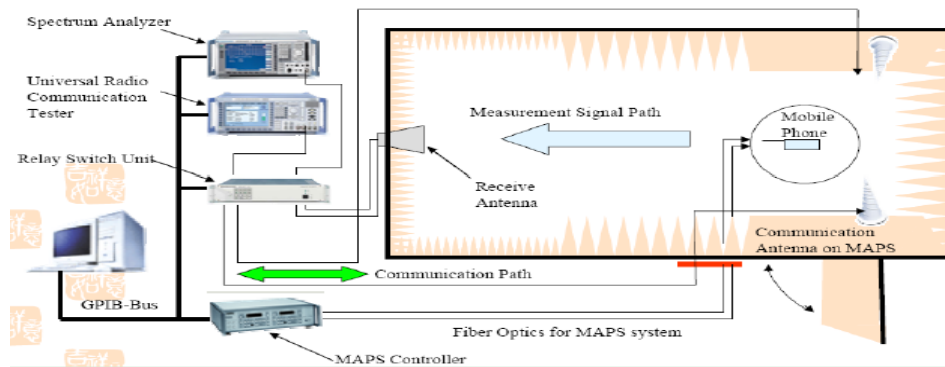 Spectrum Analyzer
Universal Radio
Communication
Tester
Relay Switch Unit
GPIB-Bus
MAPS Controller
Communication Path
Fiber Optics for MAPS system
Measurement Signal Path
Receive
Antenna
Mobile
Phone
Communication
Antenna on MAPS